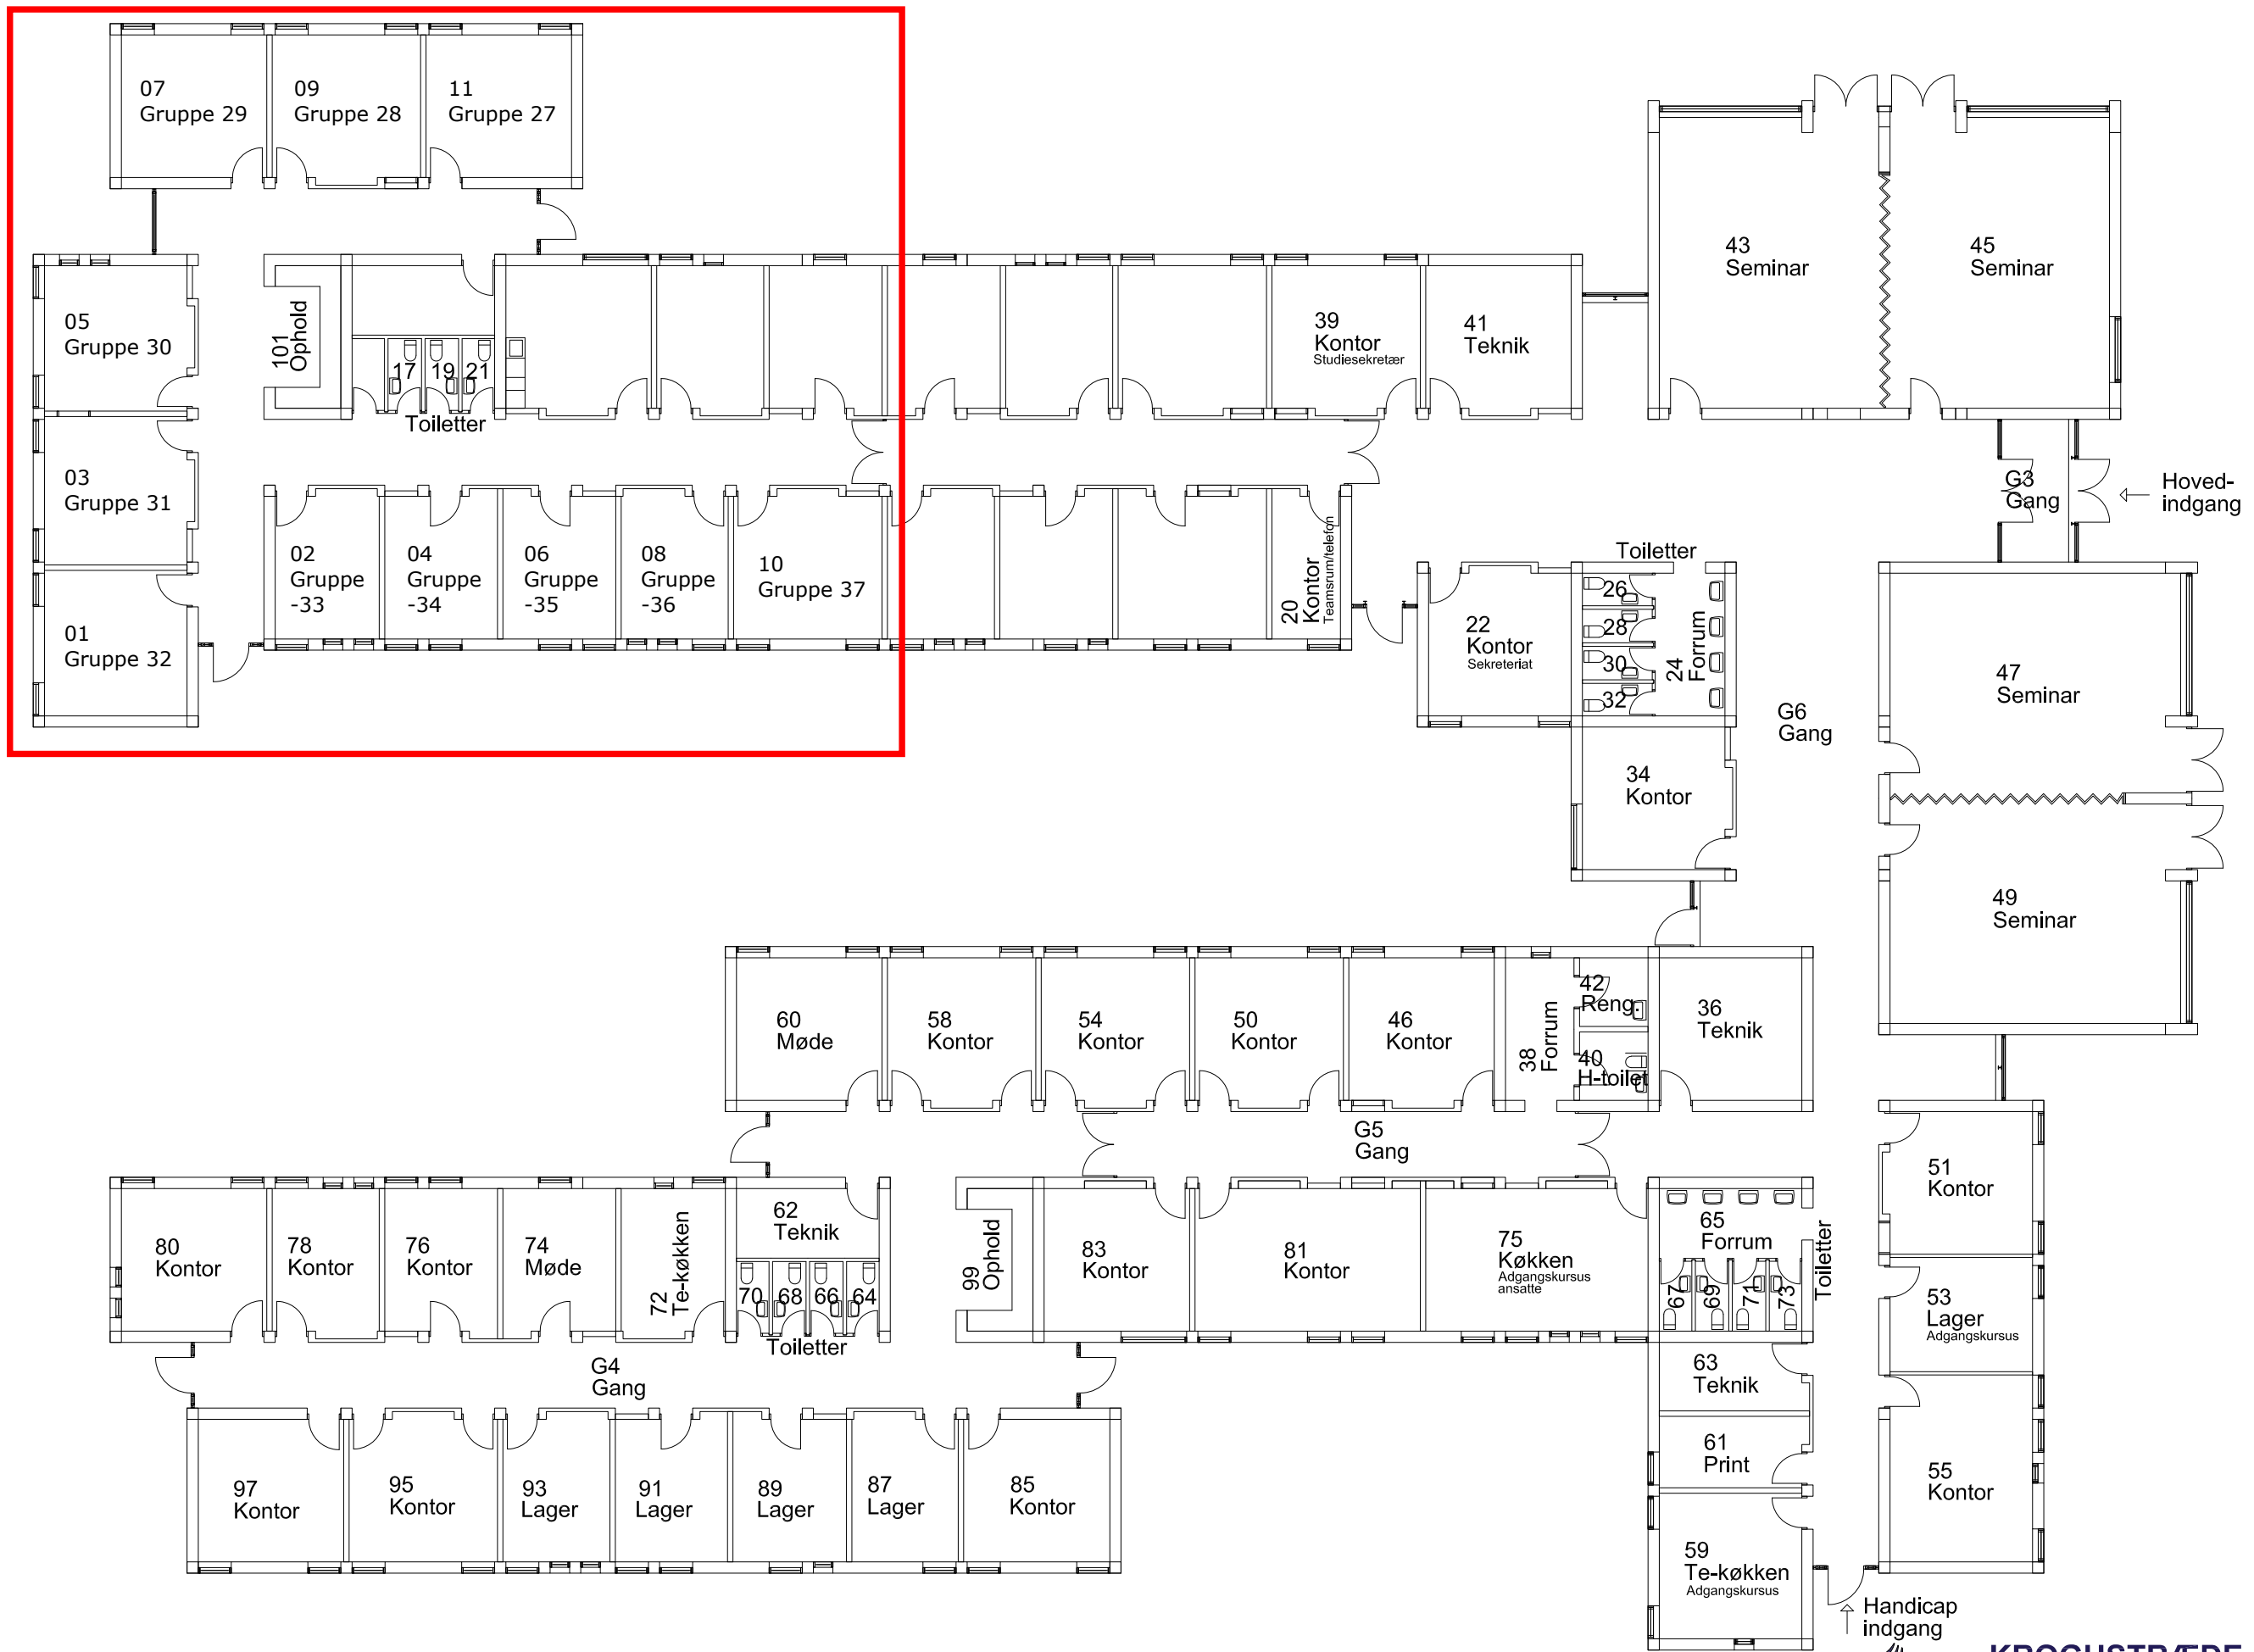 07
Gruppe 29
09
Gruppe 28
11
Gruppe 27
05
Gruppe 30
03
Gruppe 31
01
Gruppe 32
101
Ophold
17
19
21
Toiletter
02
Gruppe
-33
04
Gruppe
-34
06
Gruppe
-35
08
Gruppe
-36
10
Gruppe 37
39
Kontor
Studiesekretær
41
Teknik
43
Seminar
45
Seminar
G3
Gang
Hoved-
indgang
20
Kontor
Teamsrum/telefon
22
Kontor
Sekreteriat
Toiletter
26
28
30
32
24
Forrum
G6
Gang
47
Seminar
34
Kontor
49
Seminar
60
Møde
58
Kontor
54
Kontor
50
Kontor
46
Kontor
38
Forrum
42
Reng.
40
H-toilet
36
Teknik
G5
Gang
51
Kontor
80
Kontor
78
Kontor
76
Kontor
74
Møde
72
Te-køkken
62
Teknik
70
68
66
64
Toiletter
99
Ophold
83
Kontor
81
Kontor
75
Køkken
Adgangskursus
ansatte
65
Forrum
67
69
71
73
Toiletter
53
Lager
Adgangskursus
G4
Gang
63
Teknik
61
Print
55
Kontor
97
Kontor
95
Kontor
93
Lager
91
Lager
89
Lager
87
Lager
85
Kontor
59
Te-køkken
Adgangskursus
Handicap
indgang
KROGHSTRÆDE